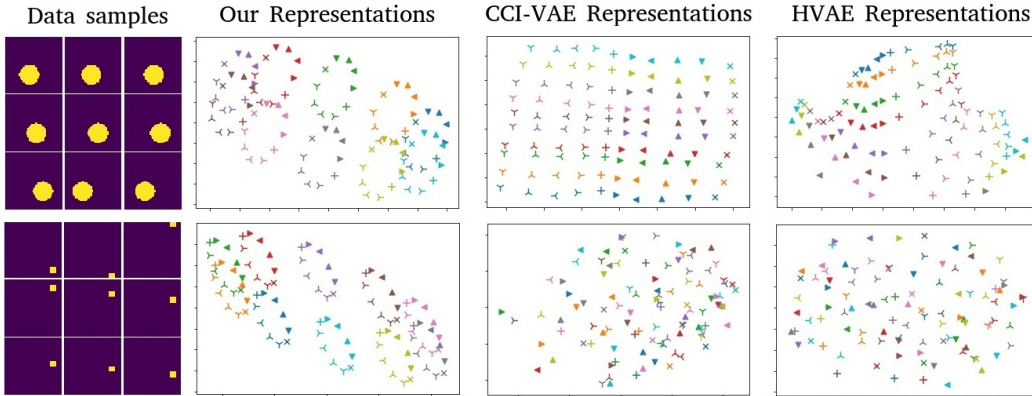 Data samples
Our Representations
CCI-VAE Representations
HVAE Representations